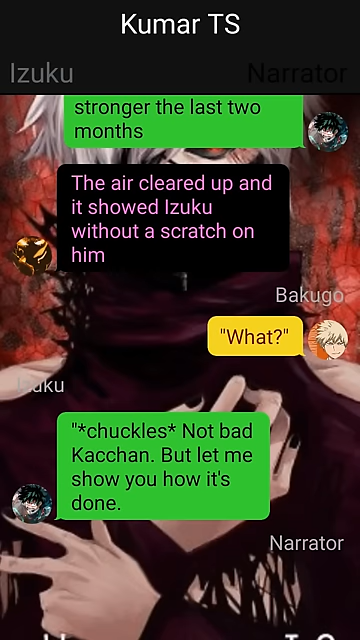 Kumar TS
Izuku
Narrator
stronger the last two
months
The air cleared up and
it showed Izuku
without a scratch on
him
Bakugo
"What?"
"*chuckles* Not bad
Kacchan. But let me
show you how it's
done.
Narrator